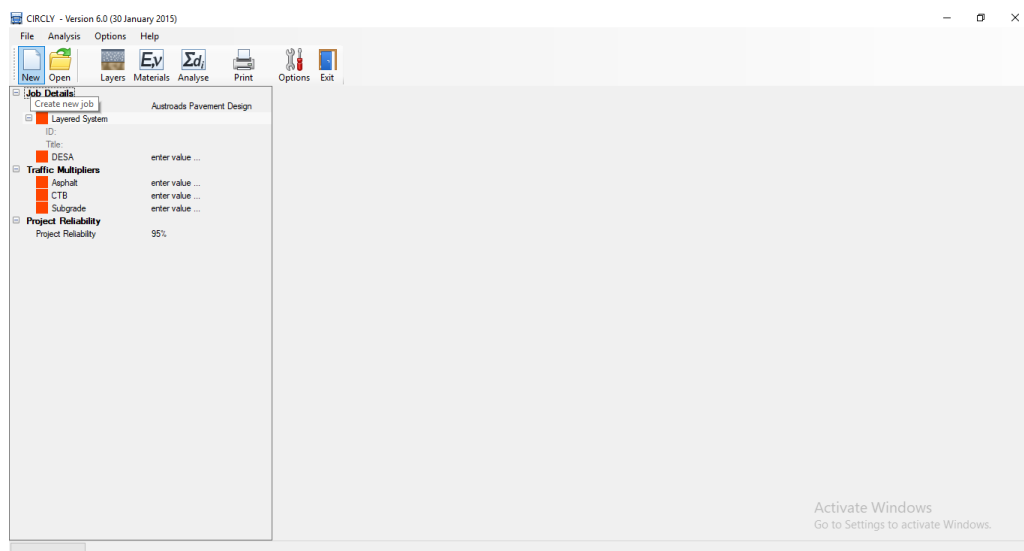 CIRCLY - Version 6.0 (30 January 2015)
File Analysis Options Help
New Open Layers Materials Analyse Print Options Exit
E,v Σdi
Job Details
Create new job Austroads Pavement Design
Layered System
ID:
Title:
DESA enter value ...
Traffic Multipliers
Asphalt enter value ...
CTB enter value ...
Subgrade enter value ...
Project Reliability
Project Reliability 95%
Activate Windows
Go to Settings to activate Windows.